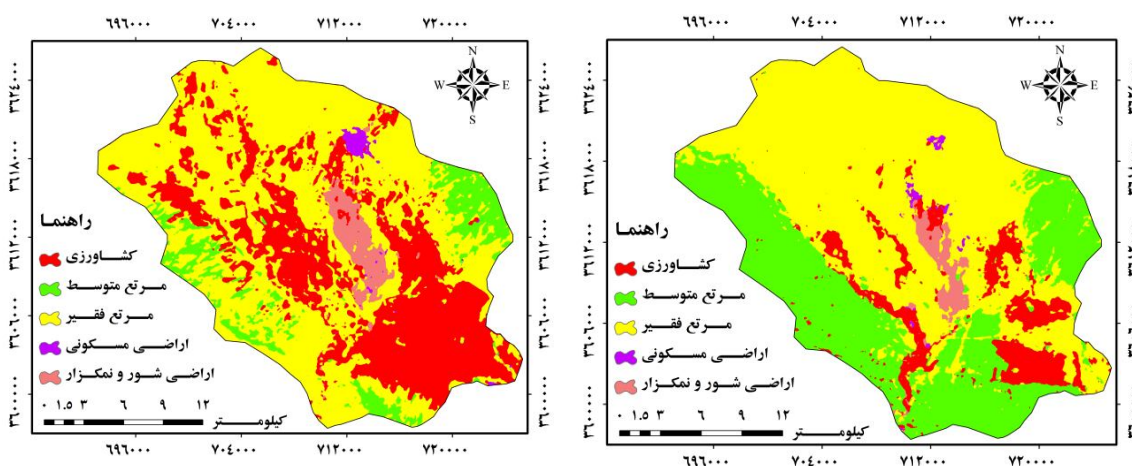 ۶۹۶۰۰۰ ۷۰۴۰۰۰ ۷۱۲۰۰۰ ۷۲۰۰۰۰
N
W E
S
۳۶۲۴۰۰۰
۳۶۱۸۰۰۰
۳۶۱۲۰۰۰
۳۶۰۶۰۰۰
۳۶۰۰۰۰۰
راهنما
کشاورزی
مرتع متوسط
مرتع فقیر
اراضی مسکونی
اراضی شور و نمکزار
۰ ۱.۵ ۳ ۶ ۹ ۱۲
کیلومتر
۶۹۶۰۰۰ ۷۰۴۰۰۰ ۷۱۲۰۰۰ ۷۲۰۰۰۰
۶۹۶۰۰۰ ۷۰۴۰۰۰ ۷۱۲۰۰۰ ۷۲۰۰۰۰
N
W E
S
۳۶۱۸۰۰۰
۳۶۱۲۰۰۰
۳۶۰۶۰۰۰
راهنما
کشاورزی
مرتع متوسط
مرتع فقیر
اراضی مسکونی
اراضی شور و نمکزار
۰ ۱.۵ ۳ ۶ ۹ ۱۲
کیلومتر
۶۹۶۰۰۰ ۷۰۴۰۰۰ ۷۱۲۰۰۰ ۷۲۰۰۰۰